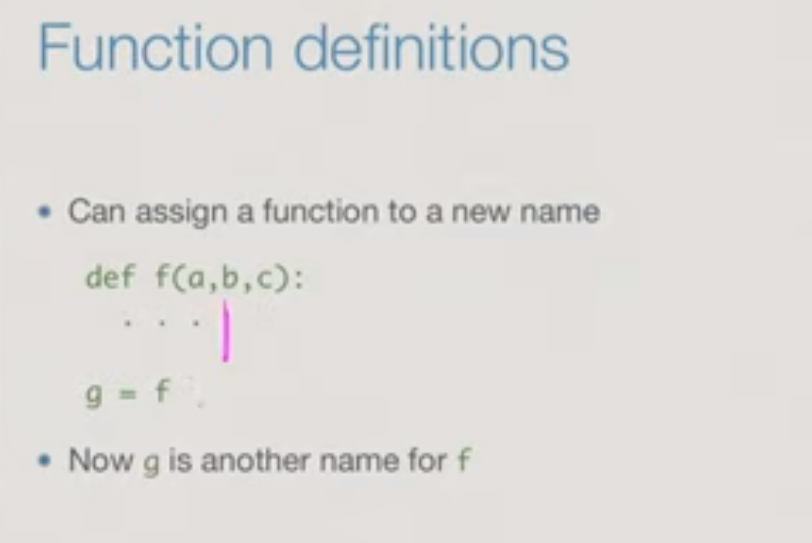 Function definitions
• Can assign a function to a new name
def f(a,b,c):
. . .
g = f
• Now g is another name for f